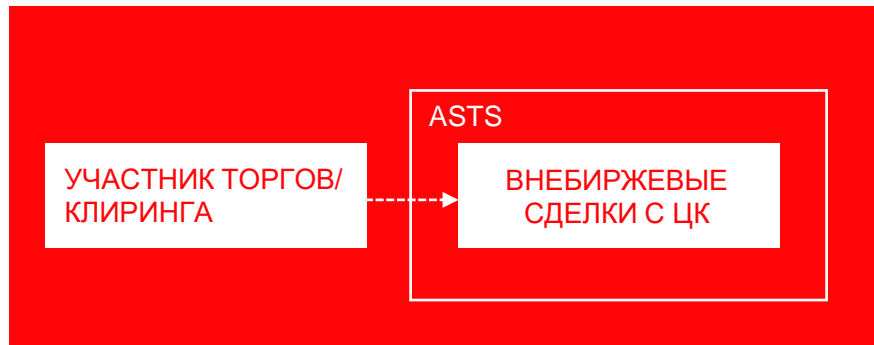 ASTS
УЧАСТНИК ТОРГОВ/
КЛИРИНГА
ВНЕБИРЖЕВЫЕ
СДЕЛКИ С ЦК